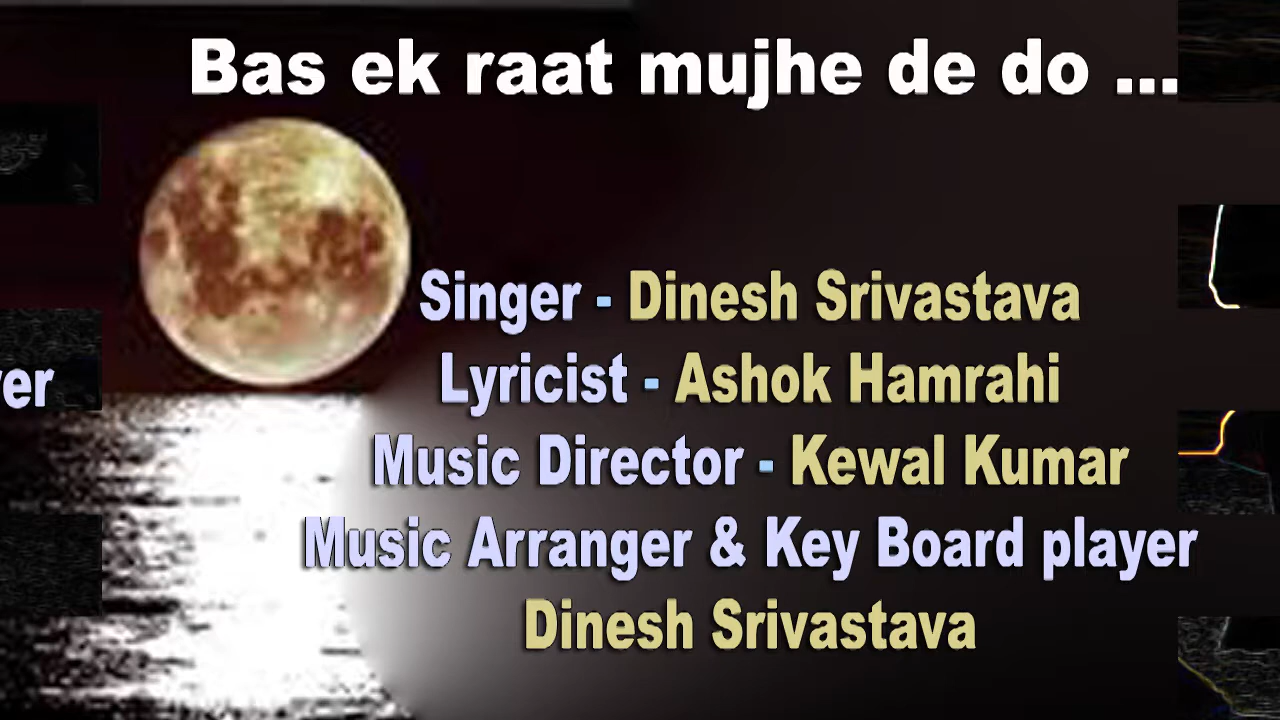 Bas ek raat mujhe de do ...
Singer - Dinesh Srivastava
Lyricist - Ashok Hamrahi
Music Director - Kewal Kumar
Music Arranger & Key Board player
Dinesh Srivastava